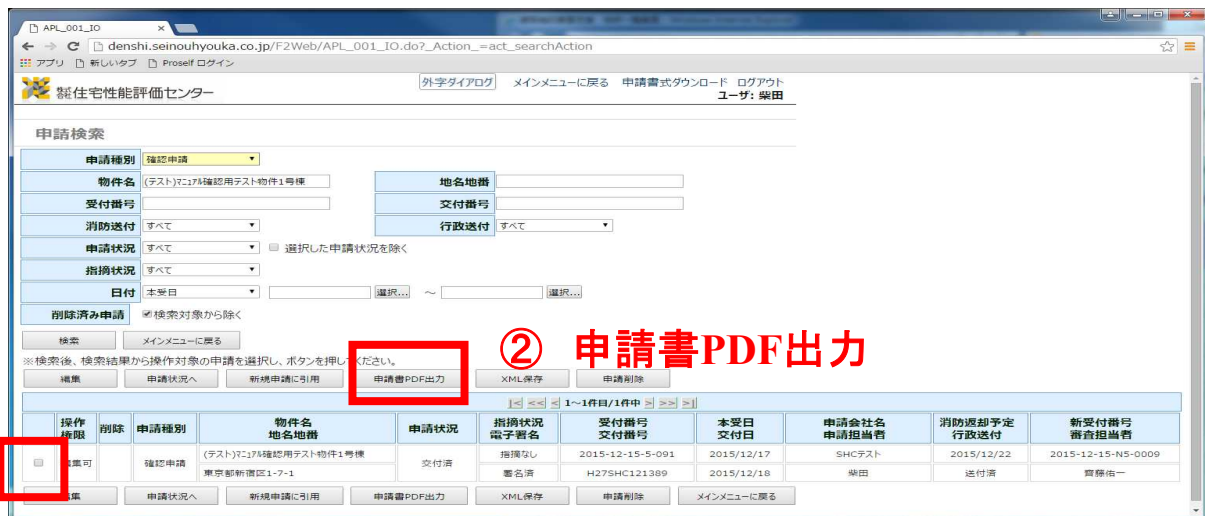 APL_001_IO
denshi.seinouhyouka.co.jp/F2Web/APL_001_IO.do?_Action_=act_searchAction
アプリ 新しいタブ Proself ログイン
株式会社 住宅性能評価センター
外字ダイアログ メインメニューに戻る 申請書式ダウンロード ログアウト
ユーザ: 柴田
申請検索
申請種別 確認申請
物件名 (テスト)マニュアル確認用テスト物件1号棟 地名地番
受付番号 交付番号
消防送付 すべて 行政送付 すべて
申請状況 すべて 選択した申請状況を除く
指摘状況 すべて
日付 本受日 選択... ～ 選択...
削除済み申請 検索対象から除く
検索 メインメニューに戻る
② 申請書PDF出力
※検索後、検索結果から操作対象の申請を選択し、ボタンを押してください。
編集 申請状況へ 新規申請に引用 申請書PDF出力 XML保存 申請削除
|< << < 1～1件目/1件中 > >> >|
操作権限 削除 申請種別 物件名 地名地番 申請状況 指摘状況 電子署名 受付番号 交付番号 本受日 交付日 申請会社名 申請担当者 消防返却予定 行政送付 新受付番号 審査担当者
編集可 確認申請 (テスト)マニュアル確認用テスト物件1号棟 交付済 指摘なし 2015-12-15-5-091 2015/12/17 SHCテスト 2015/12/22 2015-12-15-N5-0009
東京都新宿区1-7-1 署名済 H27SHC121389 2015/12/18 柴田 送付済 齊藤佑一
編集 申請状況へ 新規申請に引用 申請書PDF出力 XML保存 申請削除 メインメニューに戻る